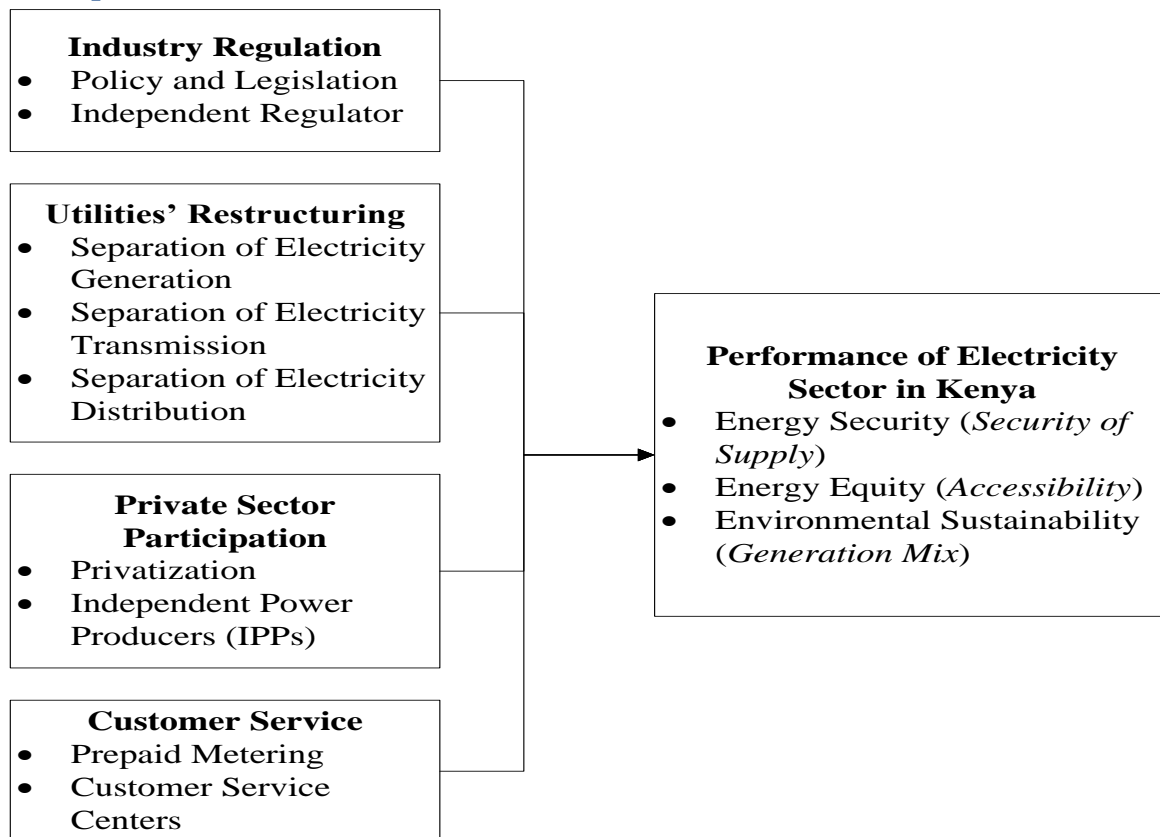 Industry Regulation
• Policy and Legislation
• Independent Regulator
Utilities’ Restructuring
• Separation of Electricity
Generation
• Separation of Electricity
Transmission
• Separation of Electricity
Distribution
Private Sector
Participation
• Privatization
• Independent Power
Producers (IPPs)
Customer Service
• Prepaid Metering
• Customer Service
Centers
Performance of Electricity
Sector in Kenya
• Energy Security (Security of
Supply)
• Energy Equity (Accessibility)
• Environmental Sustainability
(Generation Mix)